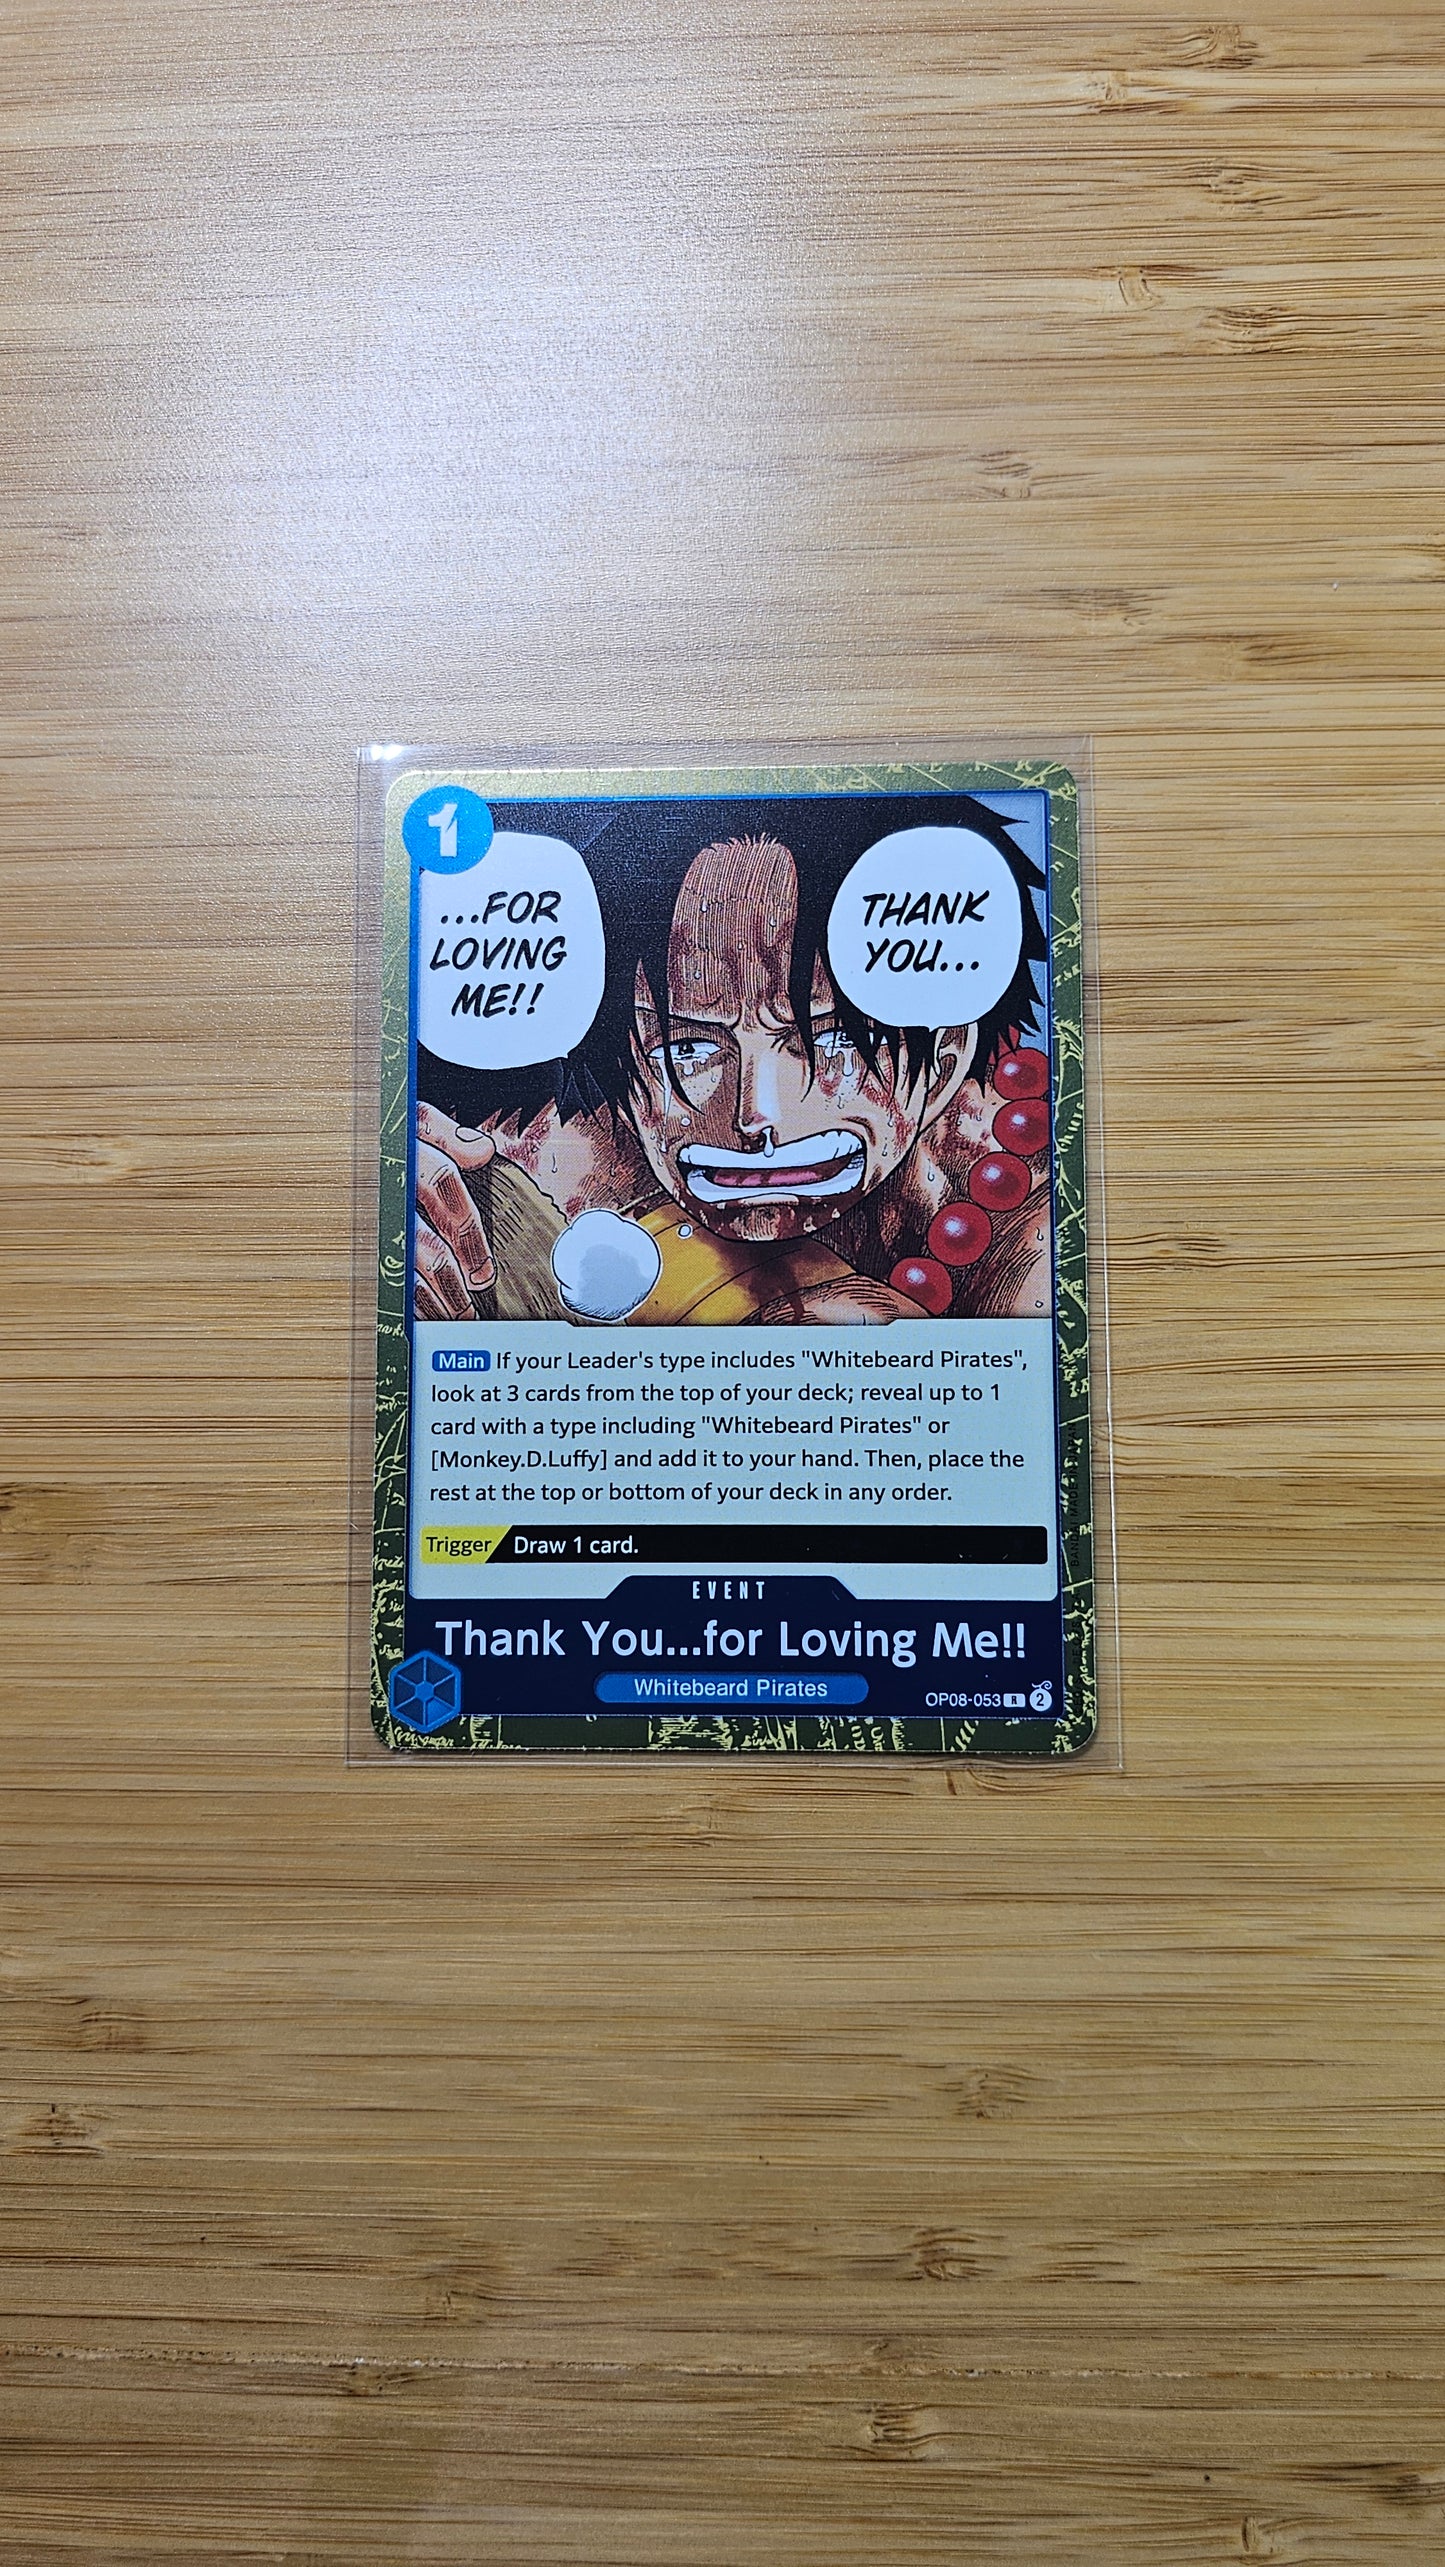 1
...FOR
LOVING
ME!!
THANK
YOU...
Main If your Leader's type includes "Whitebeard Pirates",
look at 3 cards from the top of your deck; reveal up to 1
card with a type including "Whitebeard Pirates" or
[Monkey.D.Luffy] and add it to your hand. Then, place the
rest at the top or bottom of your deck in any order.
Trigger Draw 1 card.
EVENT
Thank You...for Loving Me!!
Whitebeard Pirates
OP08-053 R 2